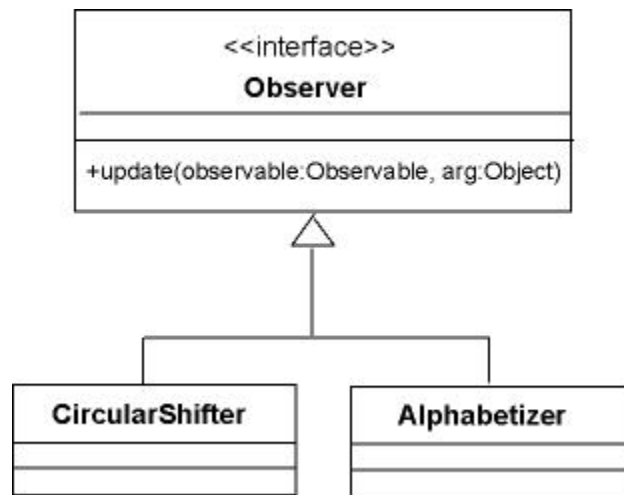 <<interface>>
Observer
+update(observable:Observable, arg:Object)
CircularShifter
Alphabetizer